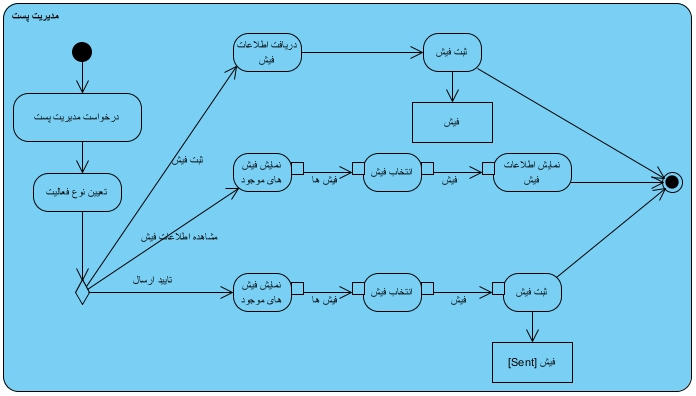 مدیریت پست
درخواست مدیریت پست
تعیین نوع فعالیت
دریافت اطلاعات
فیش
ثبت فیش
فیش
ثبت فیش
نمایش فیش
های موجود
فیش ها
انتخاب فیش
فیش
نمایش اطلاعات
فیش
مشاهده اطلاعات فیش
تایید ارسال
نمایش فیش
های موجود
فیش ها
انتخاب فیش
فیش
ثبت فیش
فیش [Sent]